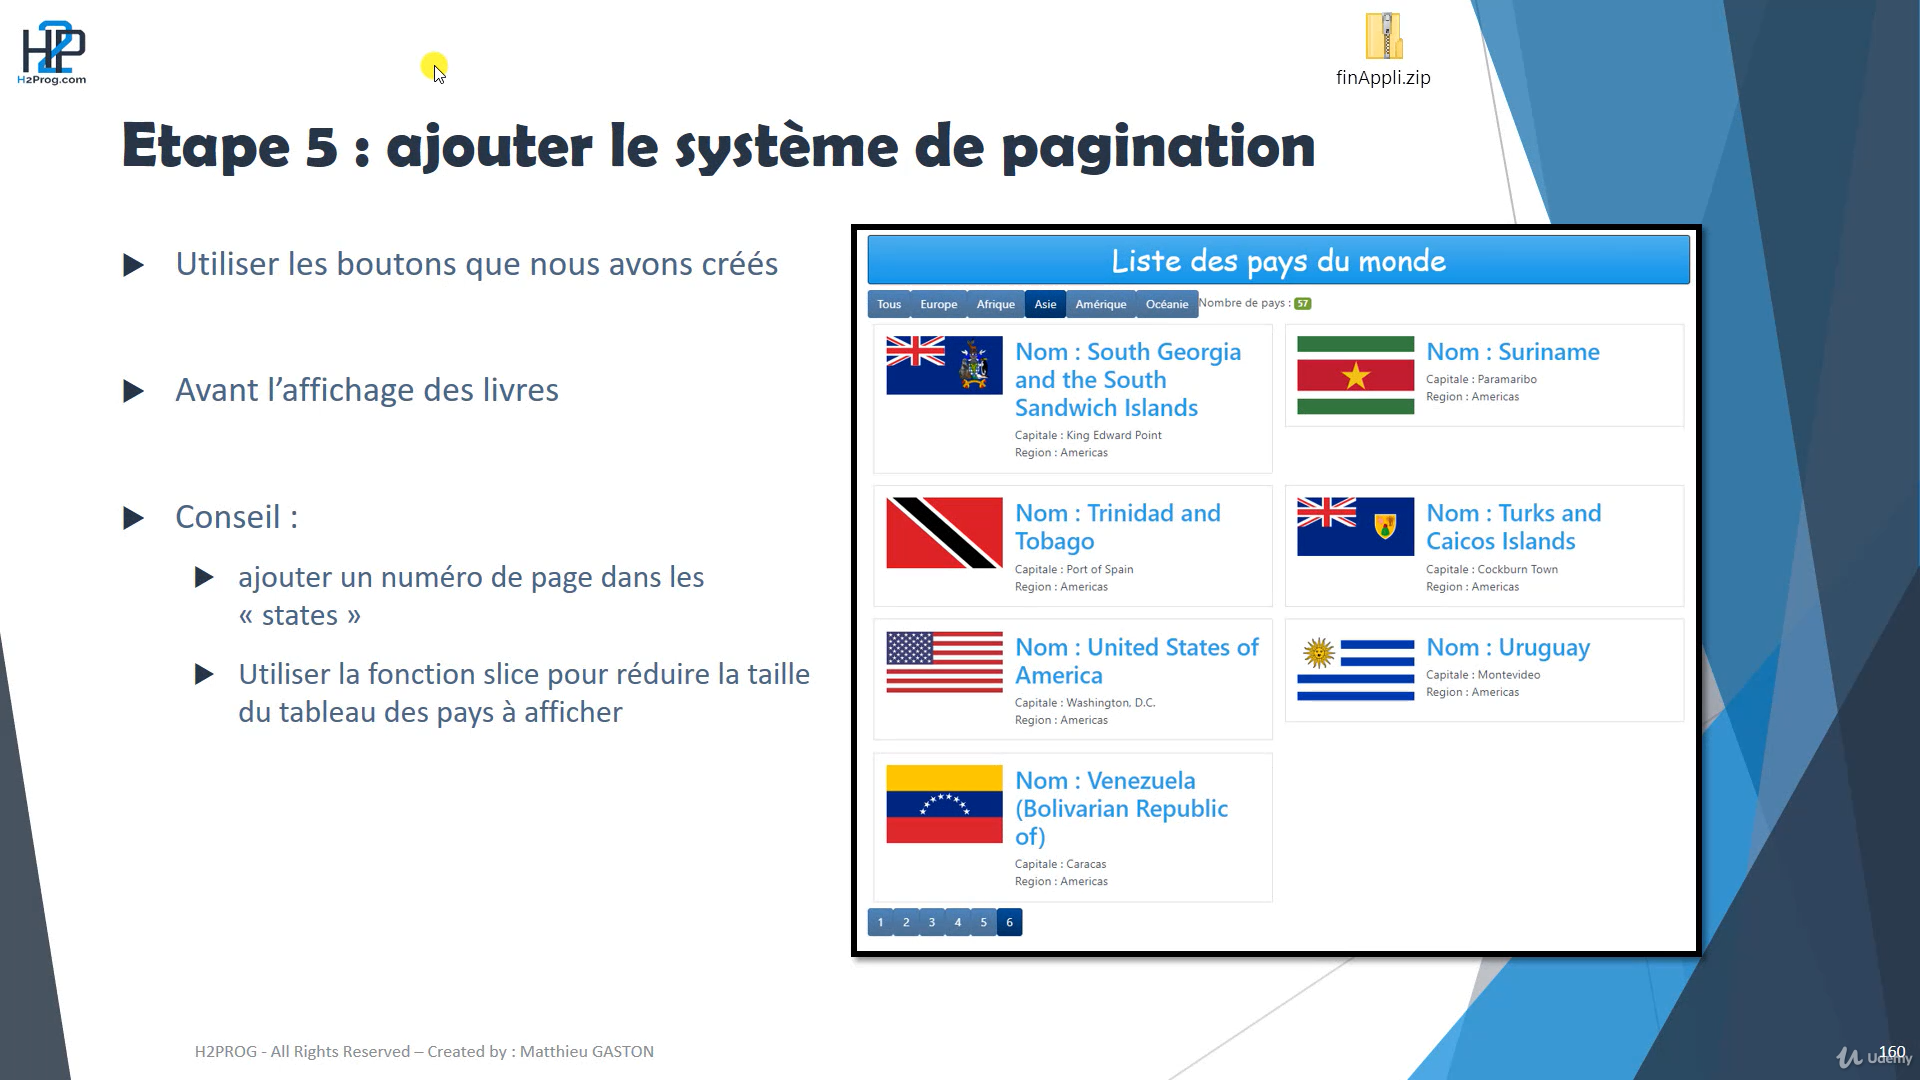 H2P
H2Prog.com
finAppli.zip
Etape 5 : ajouter le système de pagination
Utiliser les boutons que nous avons créés
Avant l’affichage des livres
Conseil :
ajouter un numéro de page dans les
« states »
Utiliser la fonction slice pour réduire la taille
du tableau des pays à afficher
Liste des pays du monde
Tous Europe Afrique Asie Amérique Océanie Nombre de pays : 57
Nom : South Georgia
and the South
Sandwich Islands
Capitale : King Edward Point
Region : Americas
Nom : Suriname
Capitale : Paramaribo
Region : Americas
Nom : Trinidad and
Tobago
Capitale : Port of Spain
Region : Americas
Nom : Turks and
Caicos Islands
Capitale : Cockburn Town
Region : Americas
Nom : United States of
America
Capitale : Washington, D.C.
Region : Americas
Nom : Uruguay
Capitale : Montevideo
Region : Americas
Nom : Venezuela
(Bolivarian Republic
of)
Capitale : Caracas
Region : Americas
1 2 3 4 5 6
H2PROG - All Rights Reserved – Created by : Matthieu GASTON
160
Udemy